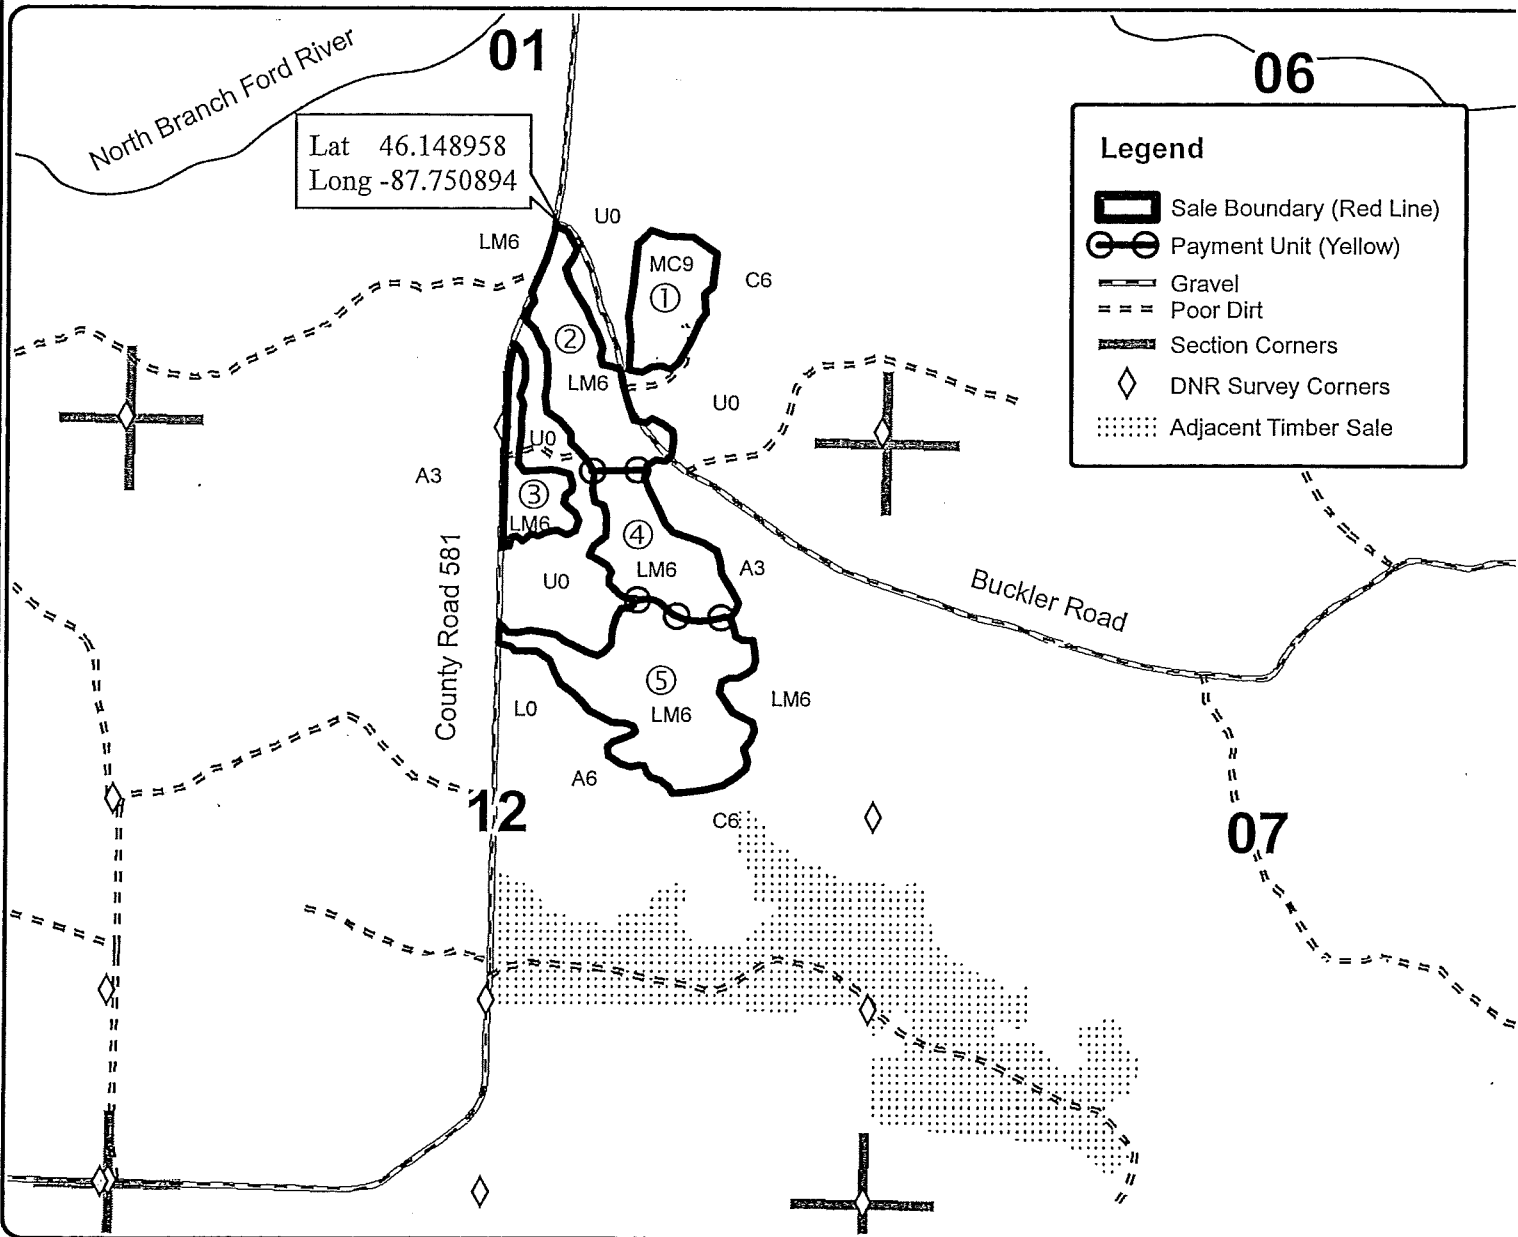 01
06
North Branch Ford River
Lat 46.148958
Long -87.750894
Legend
Sale Boundary (Red Line)
Payment Unit (Yellow)
Gravel
Poor Dirt
Section Corners
DNR Survey Corners
Adjacent Timber Sale
U0
LM6
MC9
C6
①
②
LM6
U0
U0
A3
③
LM6
④
LM6
A3
U0
County Road 581
Buckler Road
⑤
LM6
LM6
L0
A6
C6
12
07